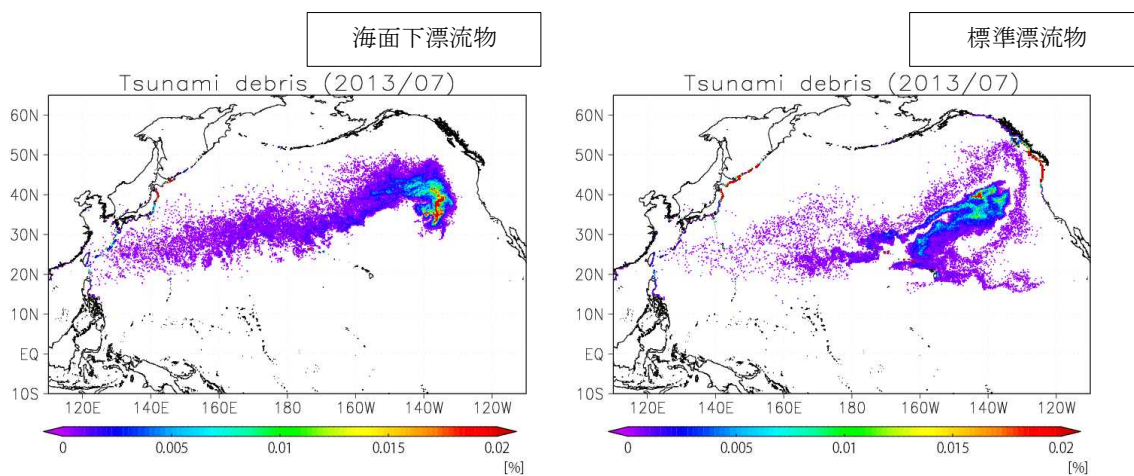 海面下漂流物
Tsunami debris (2013/07)
60N
50N
40N
30N
20N
10N
EQ
10S
120E 140E 160E 180 160W 140W 120W
0 0.005 0.01 0.015 0.02
[%]
標準漂流物
Tsunami debris (2013/07)
60N
50N
40N
30N
20N
10N
EQ
10S
120E 140E 160E 180 160W 140W 120W
0 0.005 0.01 0.015 0.02
[%]